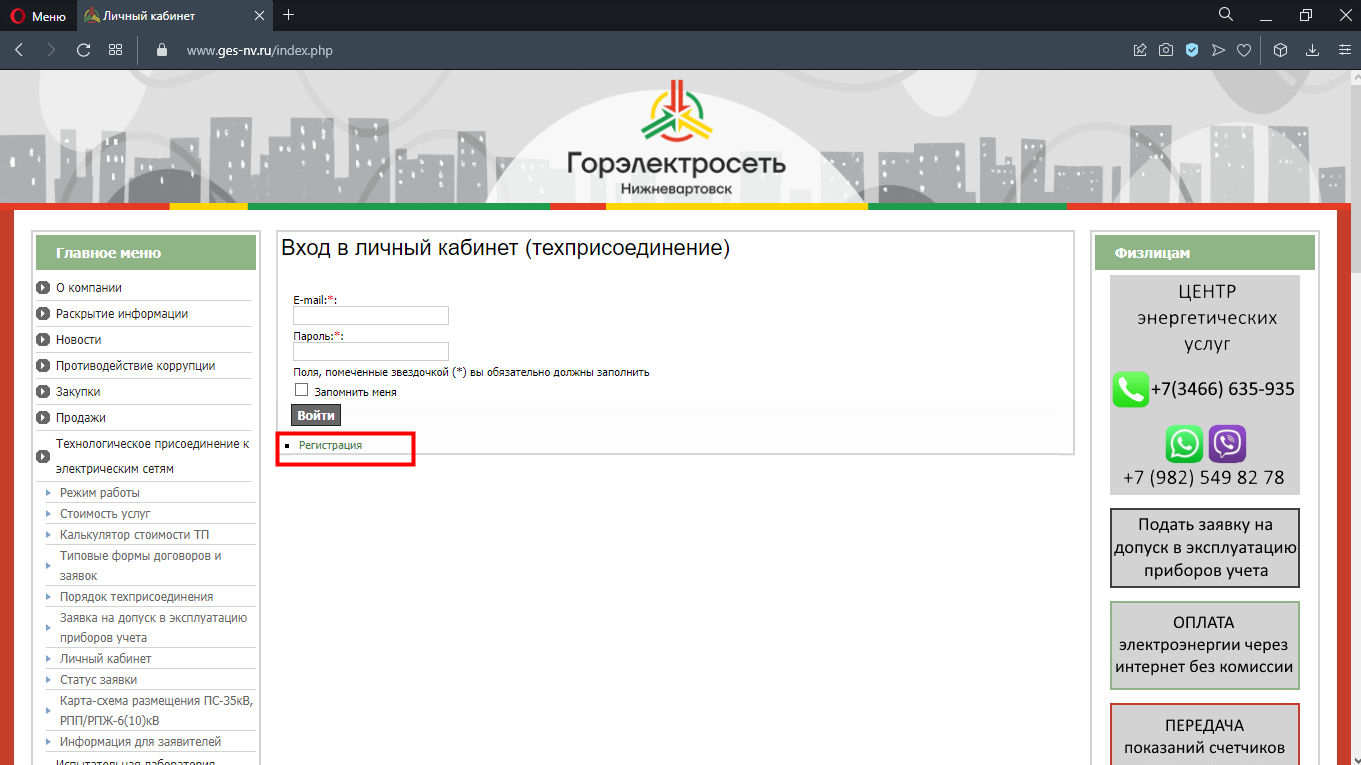 Меню
Личный кабинет
www.ges-nv.ru/index.php
Горэлектросеть
Нижневартовск
Главное меню
О компании
Раскрытие информации
Новости
Противодействие коррупции
Закупки
Продажи
Технологическое присоединение к
электрическим сетям
Режим работы
Стоимость услуг
Калькулятор стоимости ТП
Типовые формы договоров и
заявок
Порядок техприсоединения
Заявка на допуск в эксплуатацию
приборов учета
Личный кабинет
Статус заявки
Карта-схема размещения ПС-35кВ,
РПП/РПЖ-6(10)кВ
Информация для заявителей
Испытательная лаборатория
Вход в личный кабинет (техприсоединение)
E-mail:*:
Пароль:*:
Поля, помеченные звездочкой (*) вы обязательно должны заполнить
Запомнить меня
Войти
Регистрация
Физлицам
ЦЕНТР
энергетических
услуг
+7(3466) 635-935
+7 (982) 549 82 78
Подать заявку на
допуск в эксплуатацию
приборов учета
ОПЛАТА
электроэнергии через
интернет без комиссии
ПЕРЕДАЧА
показаний счетчиков